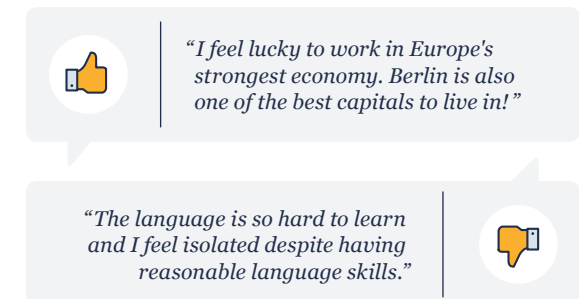 “I feel lucky to work in Europe's
strongest economy. Berlin is also
one of the best capitals to live in!”
“The language is so hard to learn
and I feel isolated despite having
reasonable language skills.”